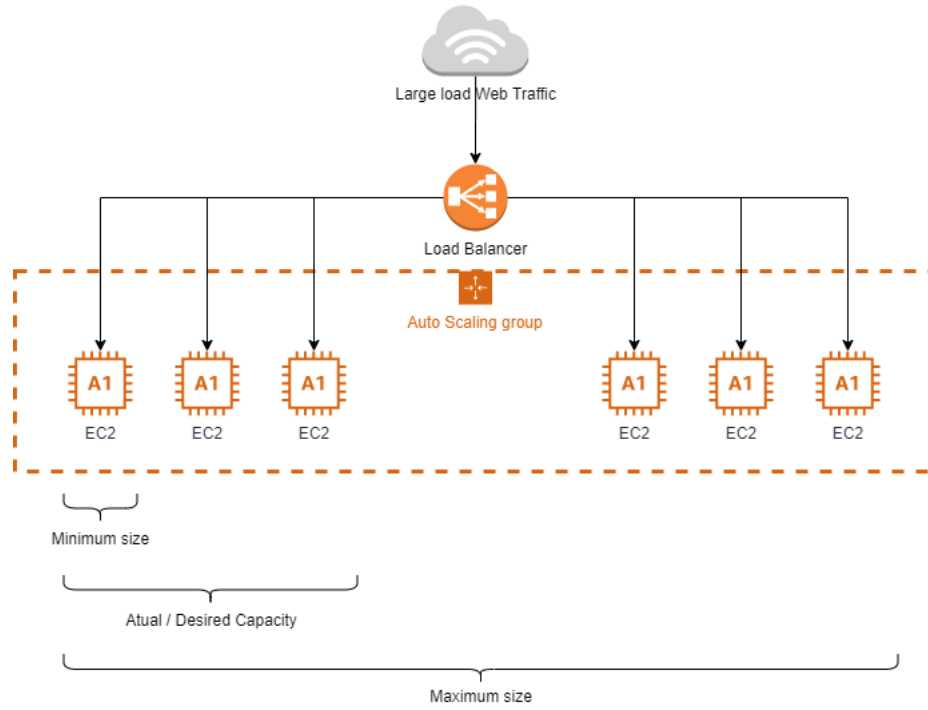 Large load Web Traffic
Load Balancer
Auto Scaling group
A1 A1 A1 A1 A1 A1
EC2 EC2 EC2 EC2 EC2 EC2
Minimum size
Atual / Desired Capacity
Maximum size